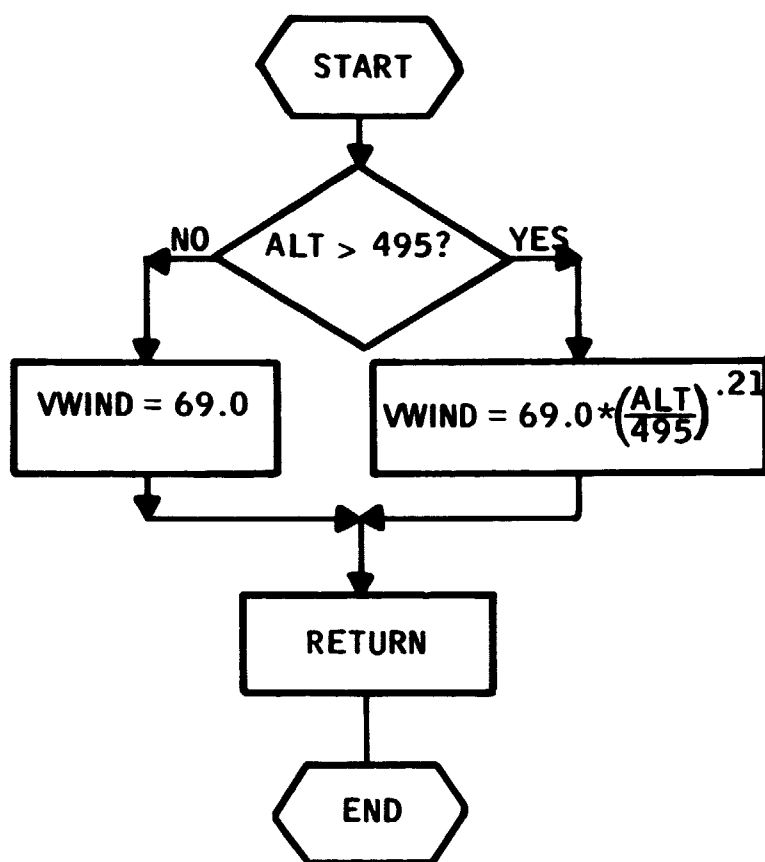 START
ALT > 495?
NO
YES
VWIND = 69.0
VWIND = 69.0*(ALT/495)^.21
RETURN
END